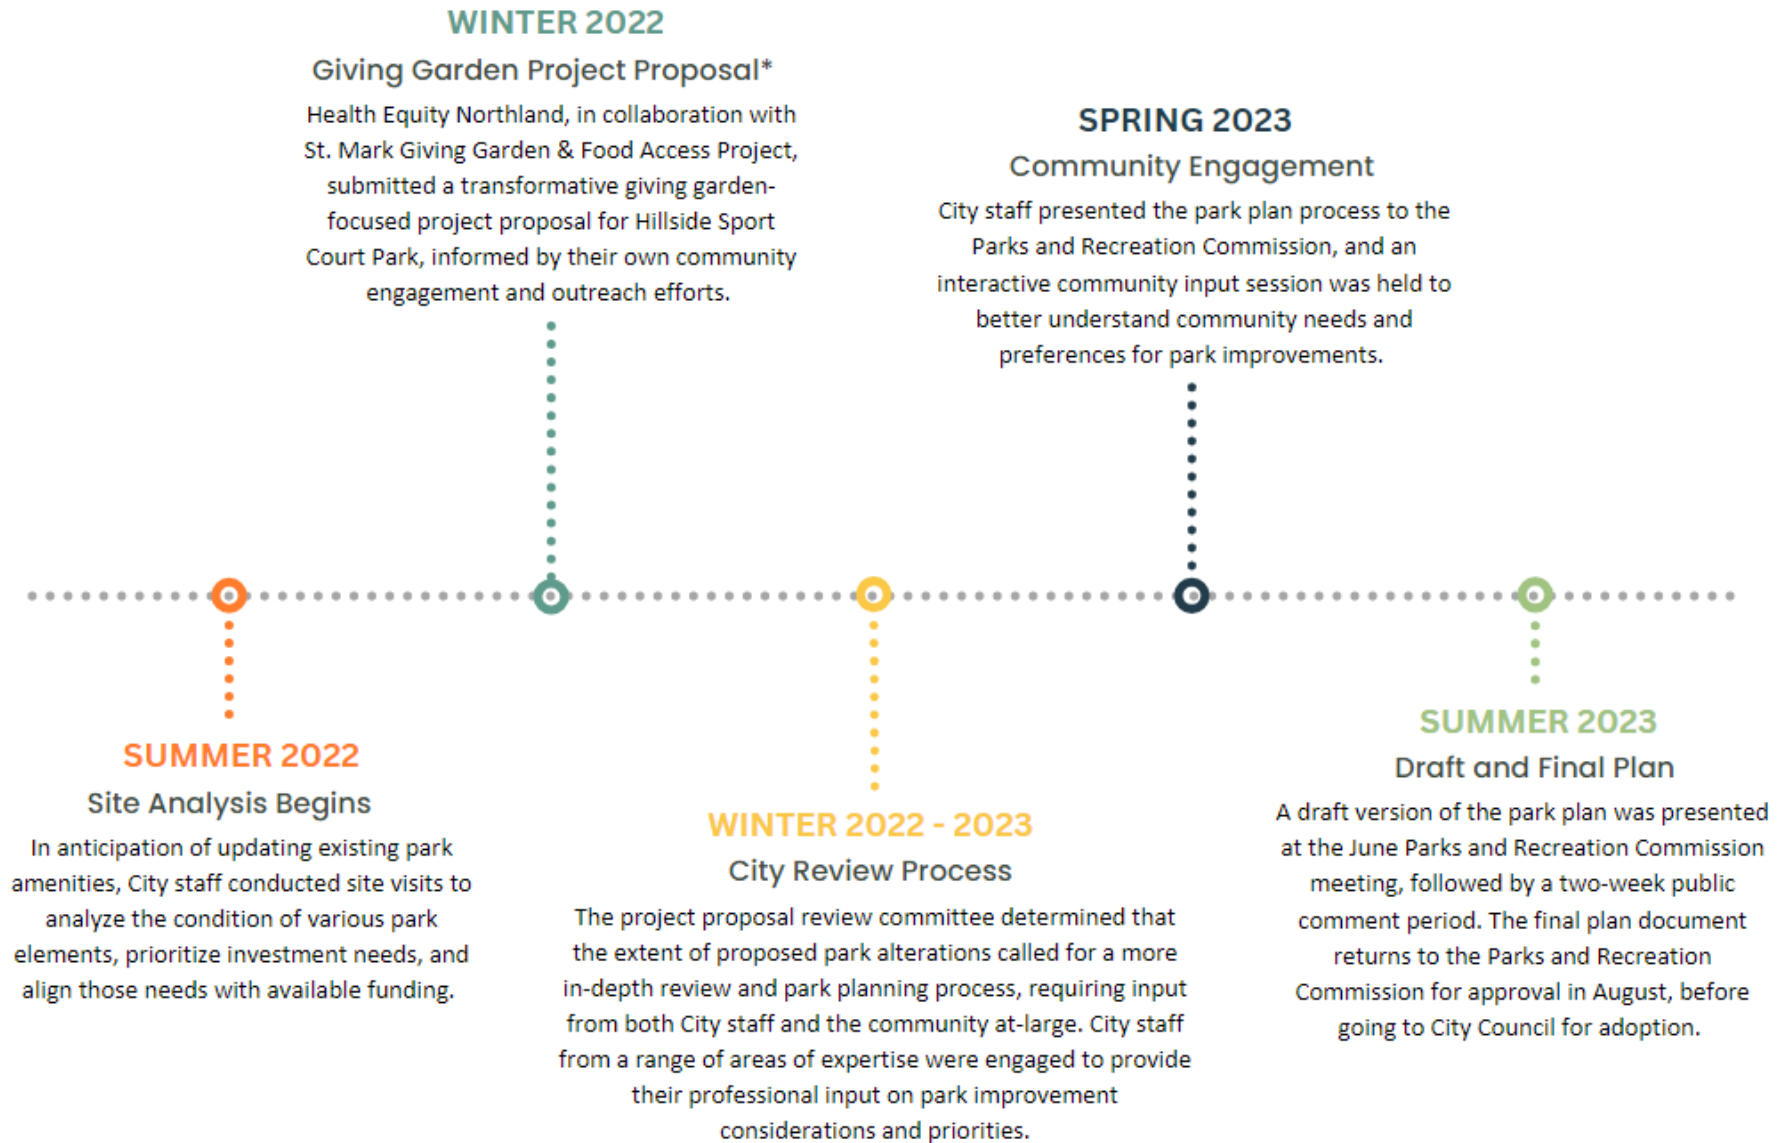 WINTER 2022
Giving Garden Project Proposal*
Health Equity Northland, in collaboration with
St. Mark Giving Garden & Food Access Project,
submitted a transformative giving garden-
focused project proposal for Hillside Sport
Court Park, informed by their own community
engagement and outreach efforts.
SPRING 2023
Community Engagement
City staff presented the park plan process to the
Parks and Recreation Commission, and an
interactive community input session was held to
better understand community needs and
preferences for park improvements.
SUMMER 2022
Site Analysis Begins
In anticipation of updating existing park
amenities, City staff conducted site visits to
analyze the condition of various park
elements, prioritize investment needs, and
align those needs with available funding.
WINTER 2022 - 2023
City Review Process
The project proposal review committee determined that
the extent of proposed park alterations called for a more
in-depth review and park planning process, requiring input
from both City staff and the community at-large. City staff
from a range of areas of expertise were engaged to provide
their professional input on park improvement
considerations and priorities.
SUMMER 2023
Draft and Final Plan
A draft version of the park plan was presented
at the June Parks and Recreation Commission
meeting, followed by a two-week public
comment period. The final plan document
returns to the Parks and Recreation
Commission for approval in August, before
going to City Council for adoption.